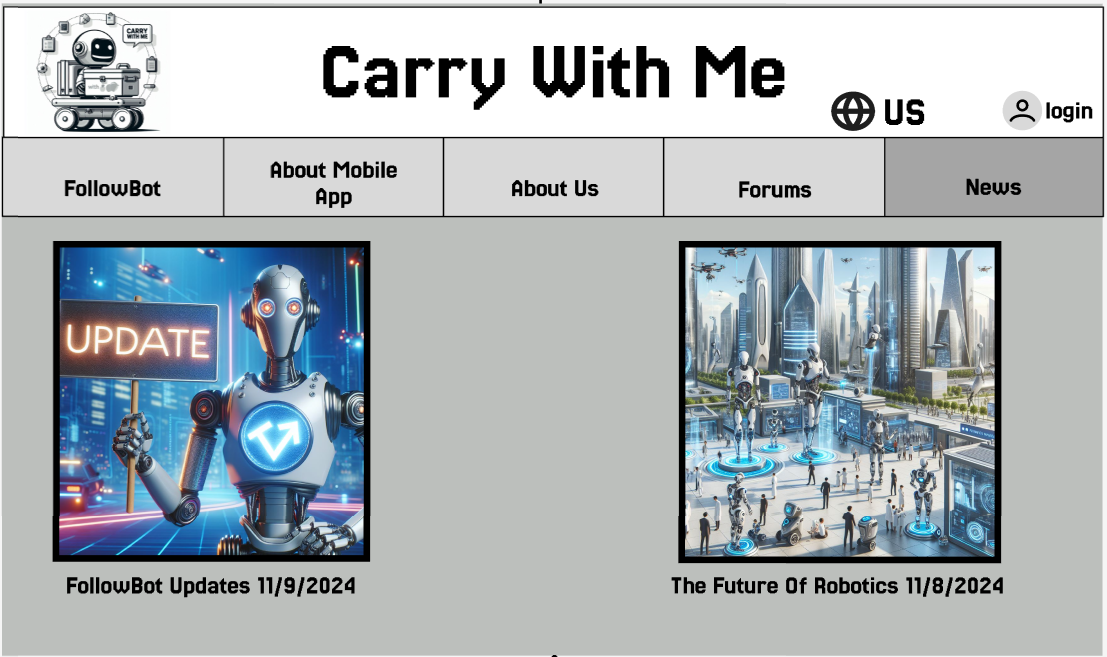 CARRY
WITH ME
Carry With Me
US
login
FollowBot
About Mobile
App
About Us
Forums
News
UPDATE
FollowBot Updates 11/9/2024
The Future Of Robotics 11/8/2024